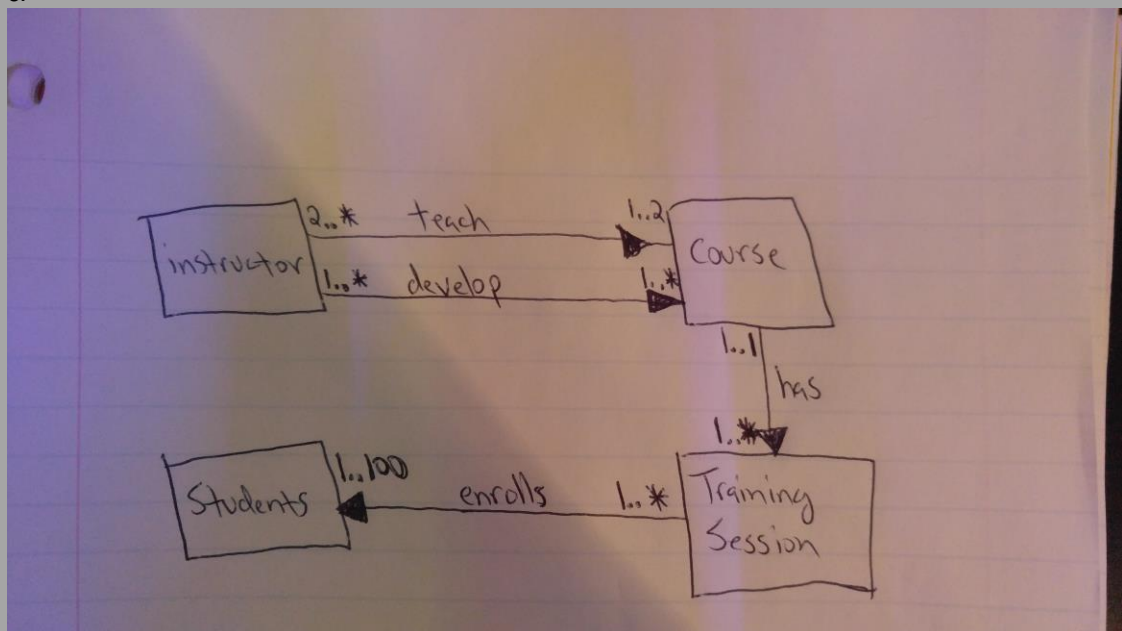 2..* teach 1..2
instructor
Course
1..* develop 1..*
1..1
has
1..*
Students
1..100 enrolls 1..*
Training
Session